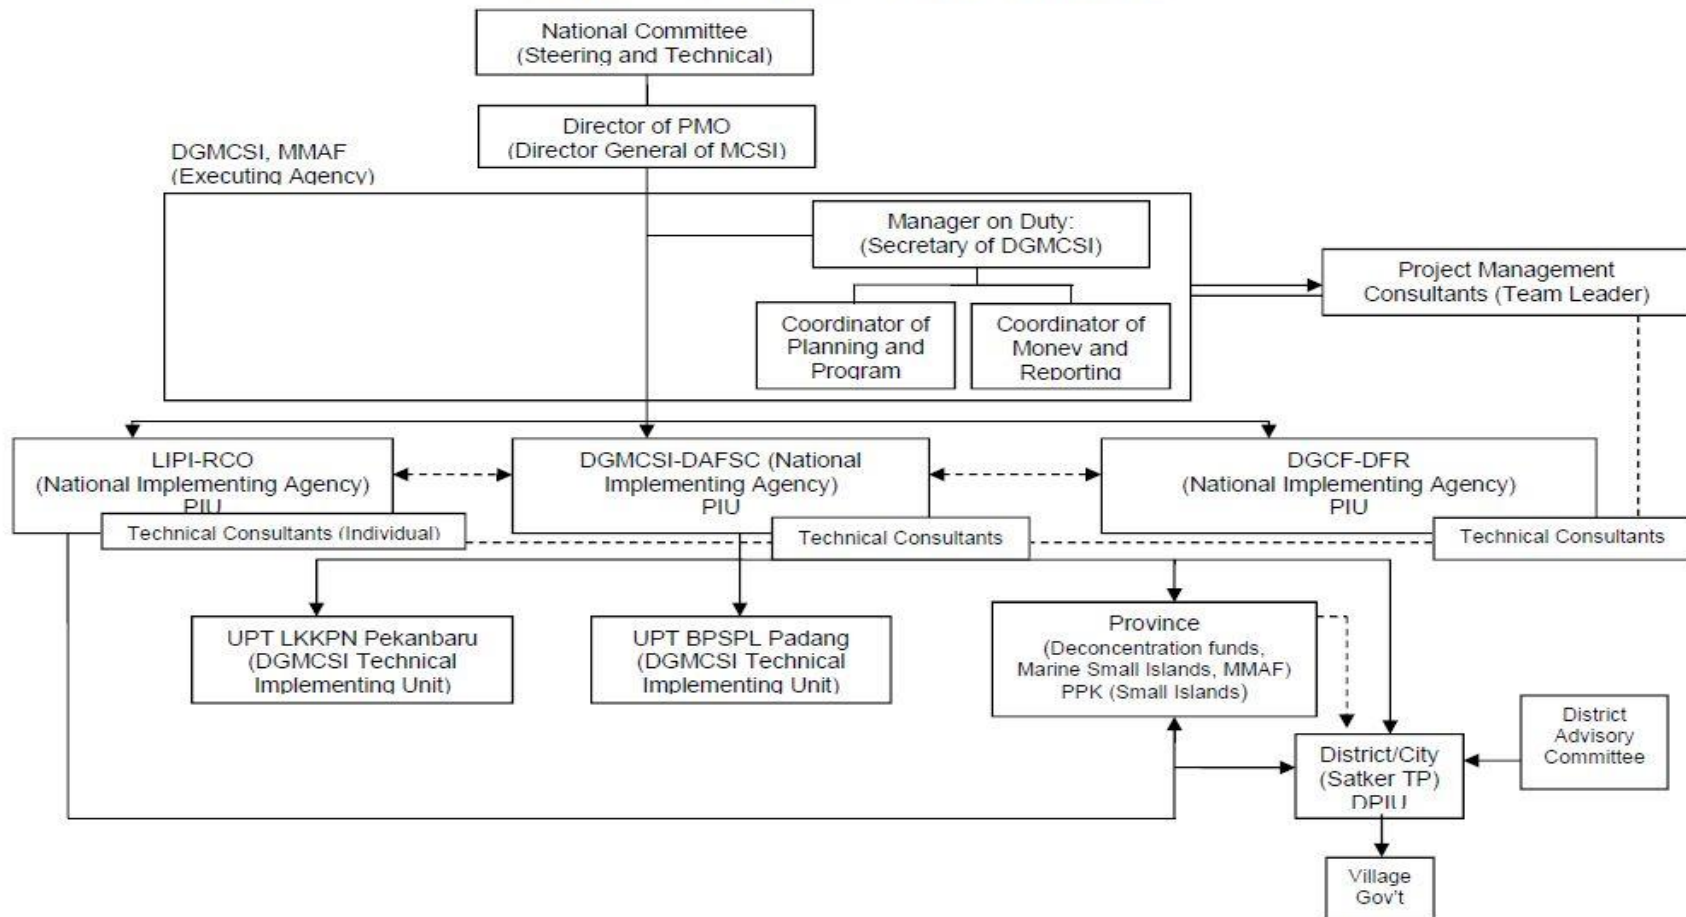 National Committee
(Steering and Technical)
Director of PMO
(Director General of MCSI)
DGMCSI, MMAF
(Executing Agency)
Manager on Duty:
(Secretary of DGMCSI)
Project Management
Consultants (Team Leader)
Coordinator of
Planning and
Program
Coordinator of
Monev and
Reporting
LIPI-RCO
(National Implementing Agency)
PIU
Technical Consultants (Individual)
DGMCSI-DAFSC (National
Implementing Agency)
PIU
Technical Consultants
DGCF-DFR
(National Implementing Agency)
PIU
Technical Consultants
UPT LKKPN Pekanbaru
(DGMCSI Technical
Implementing Unit)
UPT BPSPL Padang
(DGMCSI Technical
Implementing Unit)
Province
(Deconcentration funds,
Marine Small Islands, MMAF)
PPK (Small Islands)
District/City
(Satker TP)
DPIU
District
Advisory
Committee
Village
Gov't